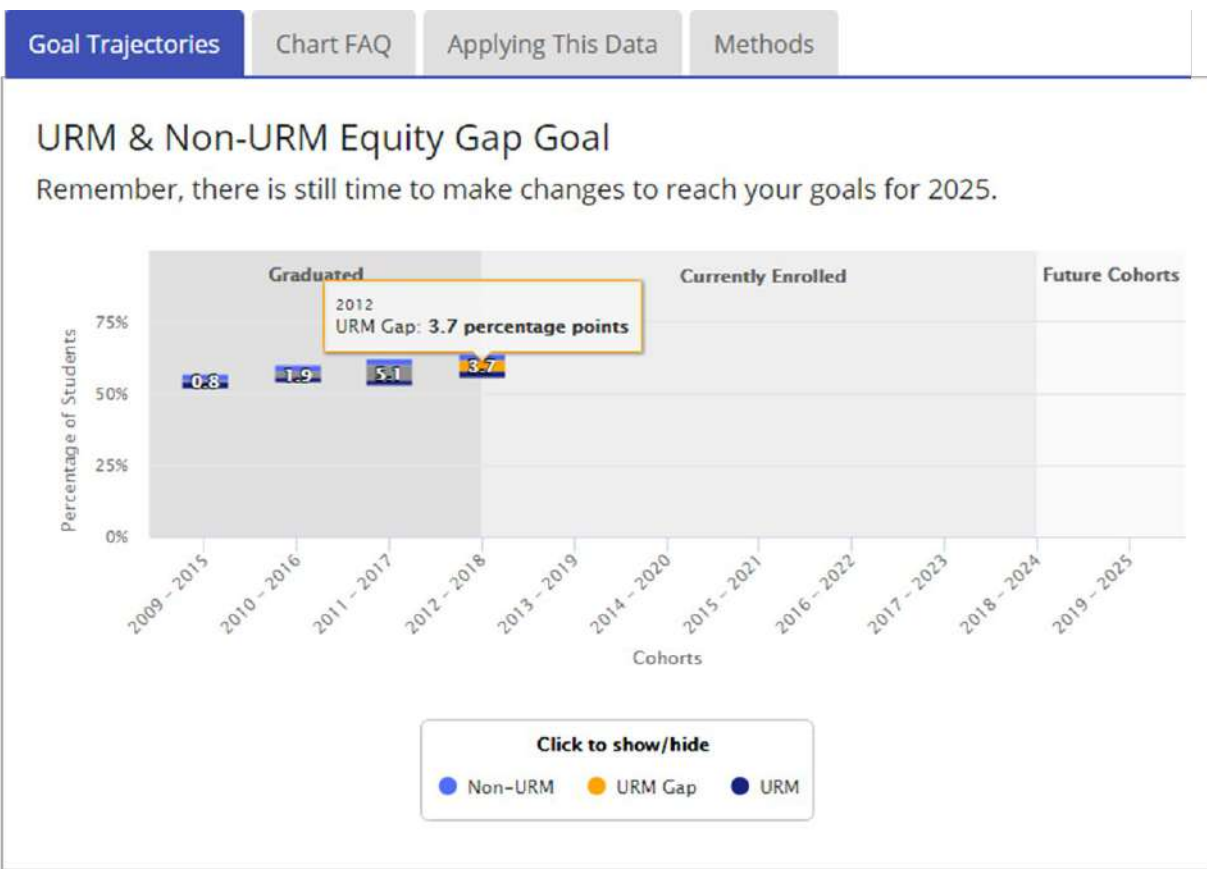 Goal Trajectories
Chart FAQ
Applying This Data
Methods
URM & Non-URM Equity Gap Goal
Remember, there is still time to make changes to reach your goals for 2025.
Graduated
Currently Enrolled
Future Cohorts
2012
URM Gap: 3.7 percentage points
Percentage of Students
75%
50%
25%
0%
0.8
1.9
5.1
3.7
2009 – 2015
2010 – 2016
2011 – 2017
2012 – 2018
2013 – 2019
2014 – 2020
2015 – 2021
2016 – 2022
2017 – 2023
2018 – 2024
2019 – 2025
Cohorts
Click to show/hide
Non-URM
URM Gap
URM